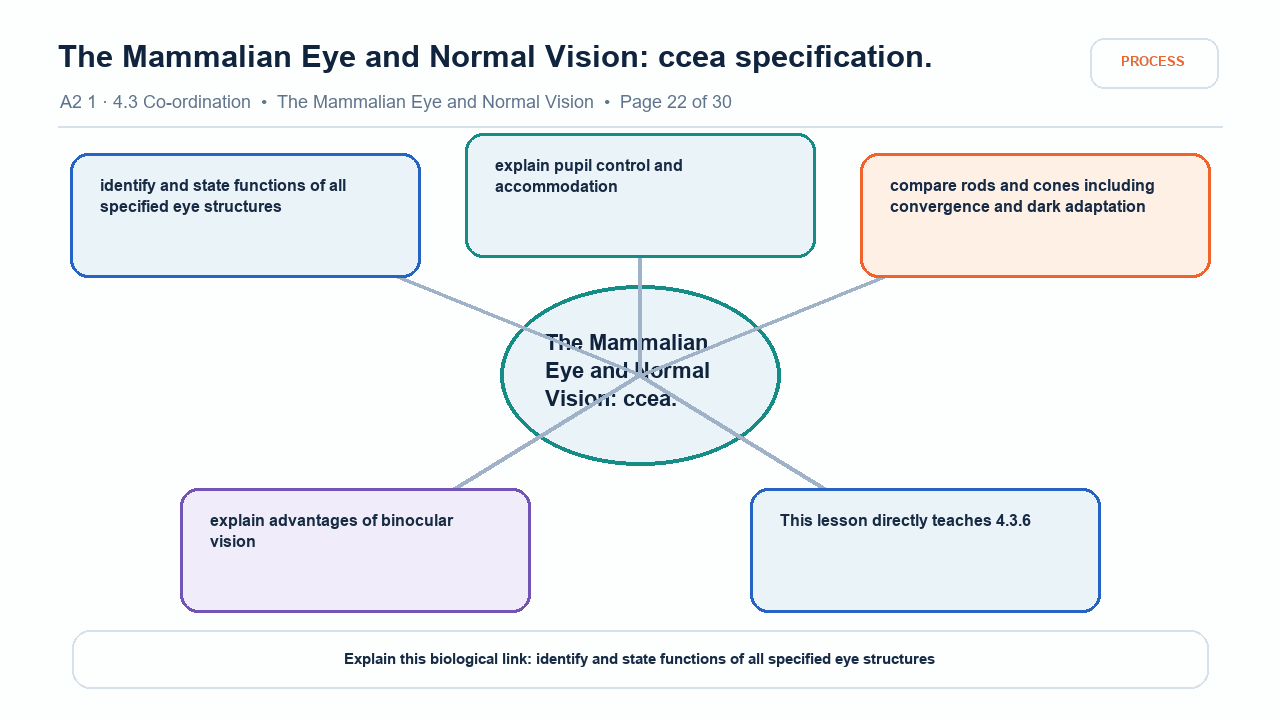 The Mammalian Eye and Normal Vision: ccea specification.
PROCESS
A2 1 · 4.3 Co-ordination • The Mammalian Eye and Normal Vision • Page 22 of 30
identify and state functions of all
specified eye structures
explain pupil control and
accommodation
compare rods and cones including
convergence and dark adaptation
The Mammalian
Eye and Normal
Vision: ccea.
explain advantages of binocular
vision
This lesson directly teaches 4.3.6
Explain this biological link: identify and state functions of all specified eye structures